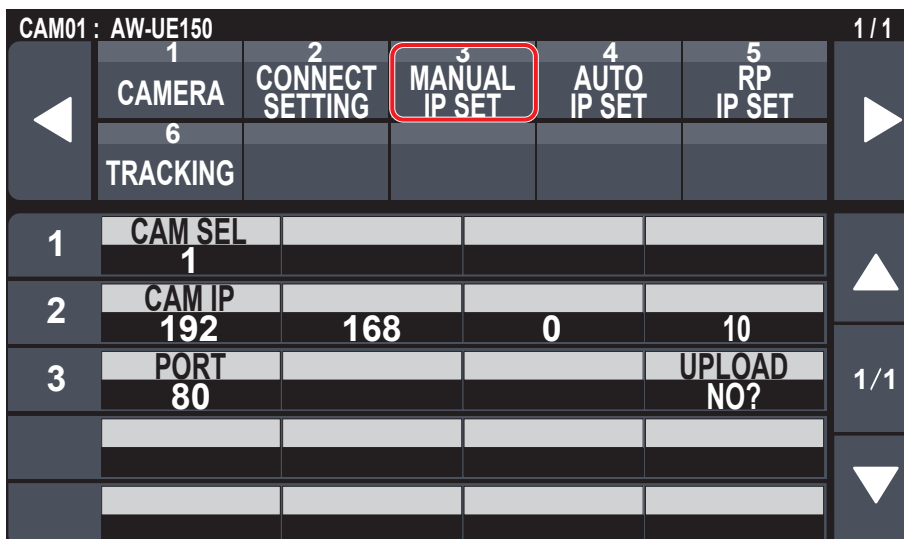 CAM01 : AW-UE150 1 / 1
1 2 3 4 5
CAMERA CONNECT SETTING MANUAL IP SET AUTO IP SET RP IP SET
6
TRACKING
1 CAM SEL
1
2 CAM IP
192 168 0 10
3 PORT UPLOAD
80 NO?
1/1